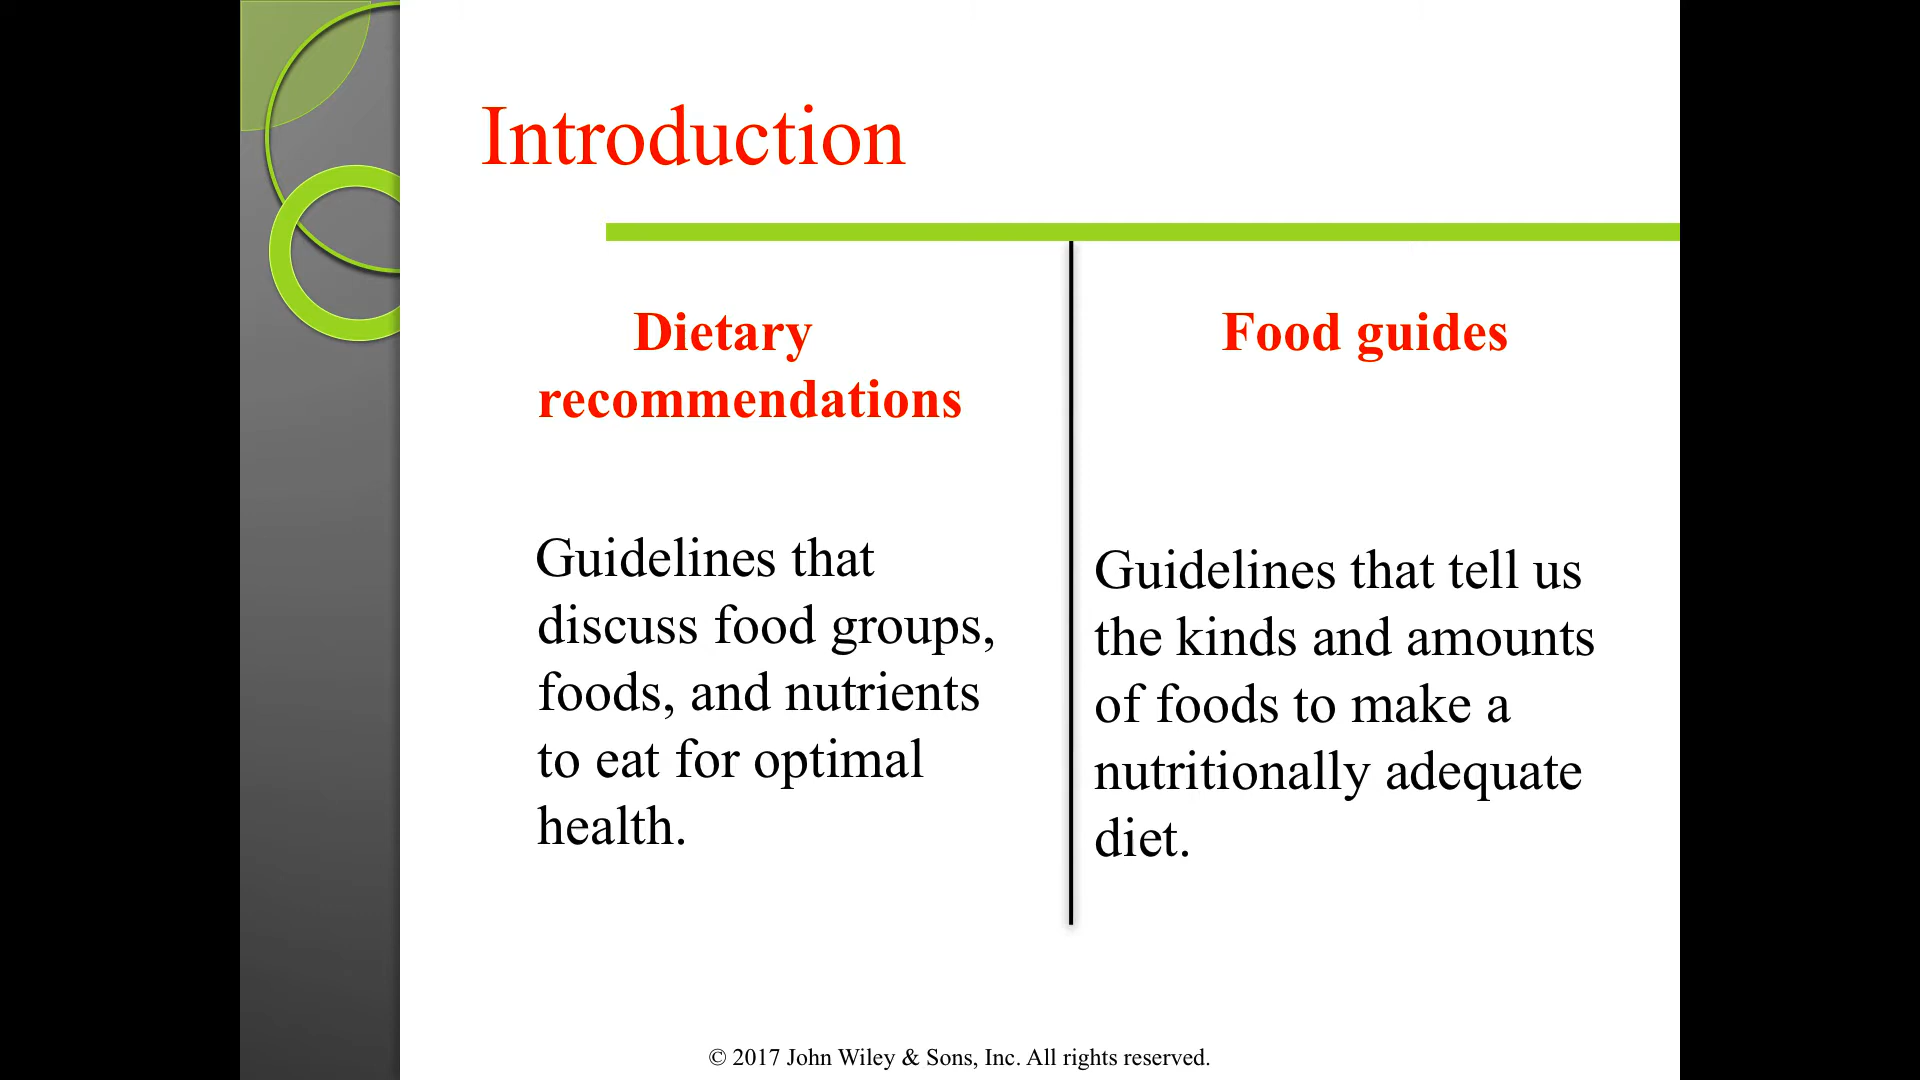 Introduction
Dietary
recommendations
Guidelines that
discuss food groups,
foods, and nutrients
to eat for optimal
health.
Food guides
Guidelines that tell us
the kinds and amounts
of foods to make a
nutritionally adequate
diet.
© 2017 John Wiley & Sons, Inc. All rights reserved.